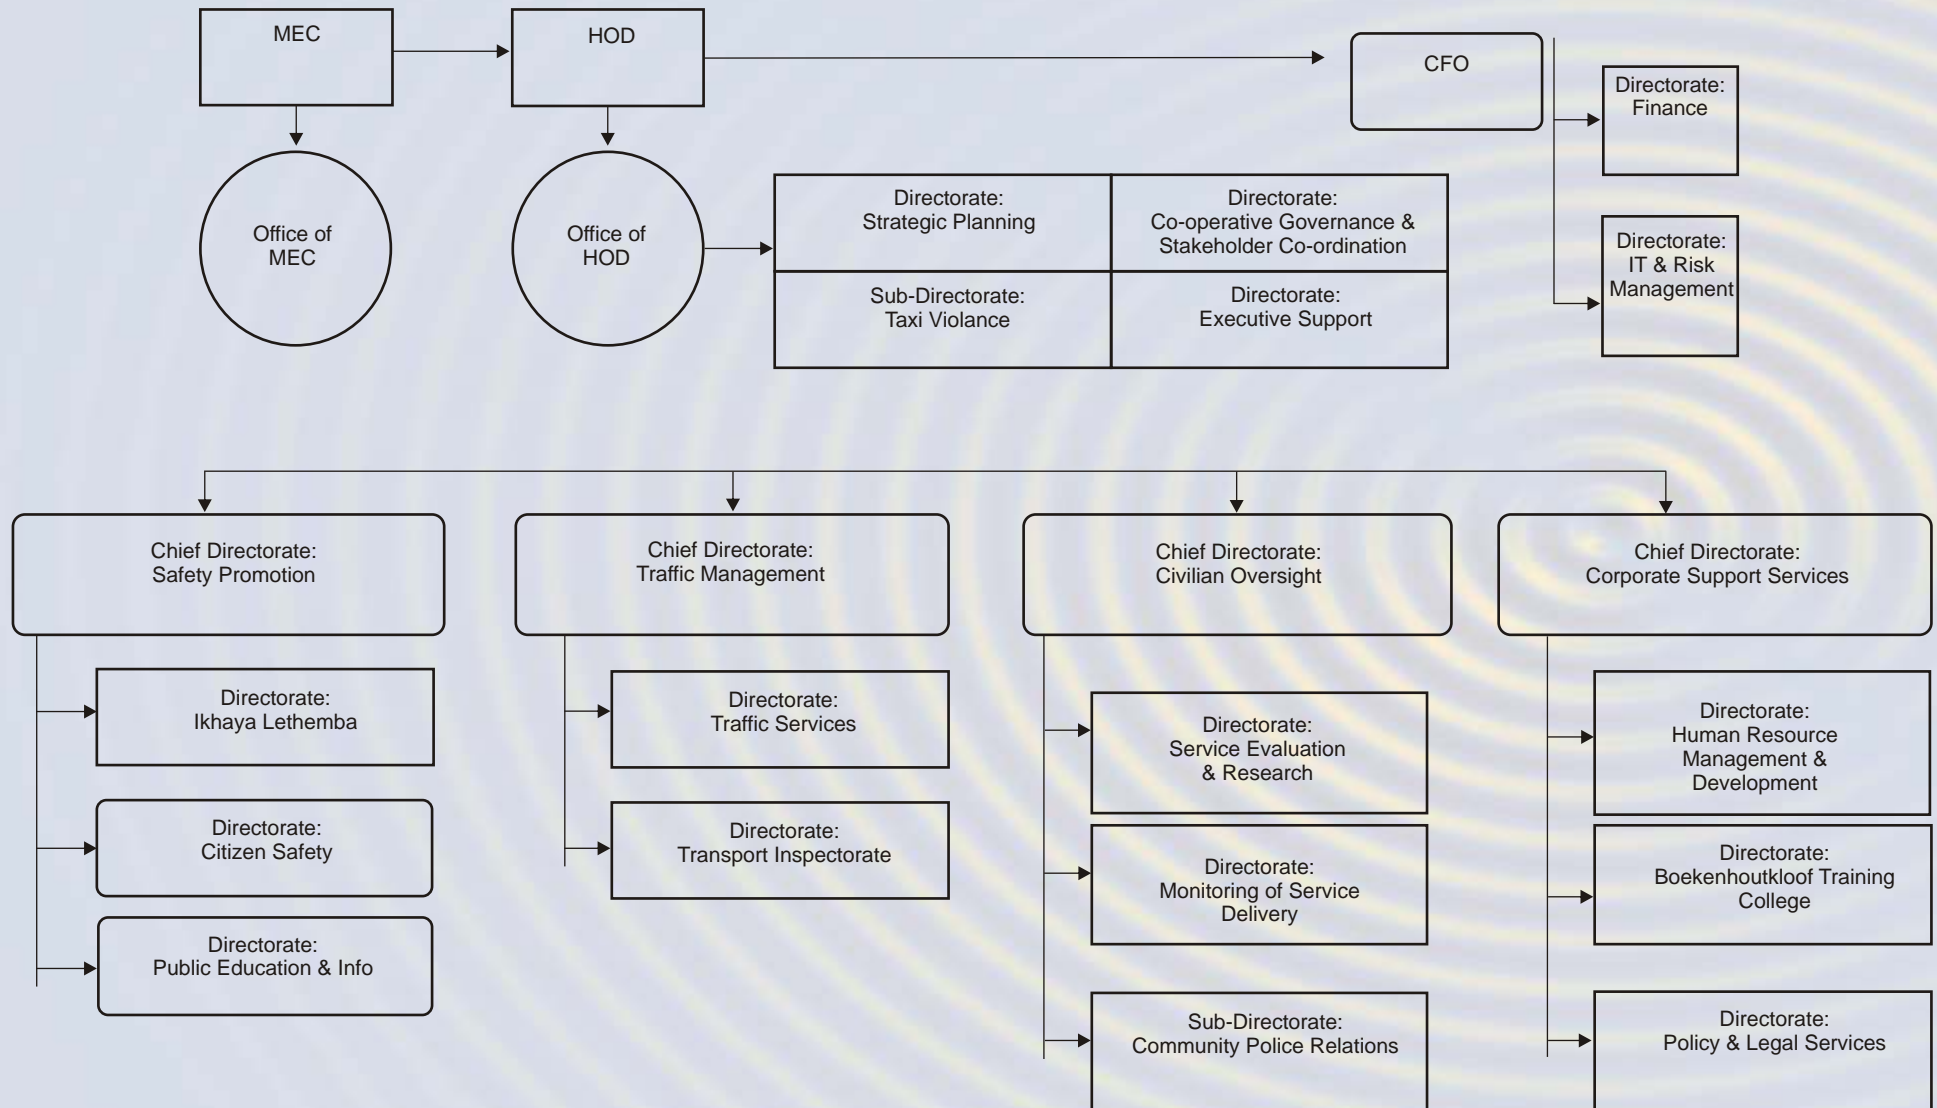 MEC
HOD
CFO
Directorate:
Finance
Office of
MEC
Office of
HOD
Directorate:
Strategic Planning
Directorate:
Co-operative Governance &
Stakeholder Co-ordination
Sub-Directorate:
Taxi Violance
Directorate:
Executive Support
Directorate:
IT & Risk
Management
Chief Directorate:
Safety Promotion
Chief Directorate:
Traffic Management
Chief Directorate:
Civilian Oversight
Chief Directorate:
Corporate Support Services
Directorate:
Ikhaya Lethemba
Directorate:
Citizen Safety
Directorate:
Public Education & Info
Directorate:
Traffic Services
Directorate:
Transport Inspectorate
Directorate:
Service Evaluation
& Research
Directorate:
Monitoring of Service
Delivery
Sub-Directorate:
Community Police Relations
Directorate:
Human Resource
Management &
Development
Directorate:
Boekenhoutkloof Training
College
Directorate:
Policy & Legal Services